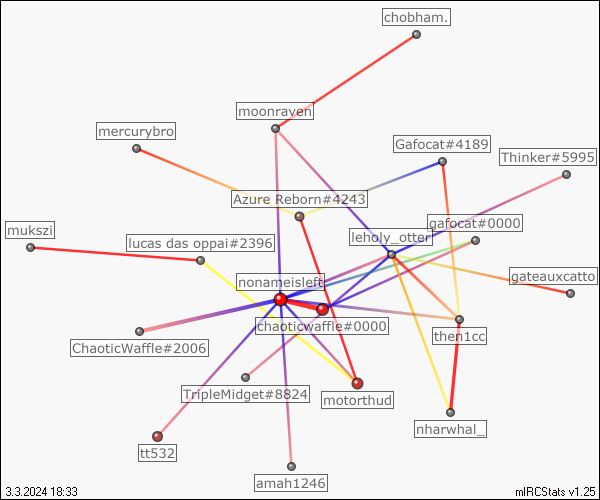 chobham.
moonraven
mercurybro
Gafocat#4189
Thinker#5995
Azure Reborn#4243
gafocat#0000
mukszi
lucas das oppai#2396
leholy_otter
nonameisleft
gateauxcatto
chaoticwaffle#0000
then1cc
ChaoticWaffle#2006
TripleMidget#8824
motorthud
nharwhal_
tt532
amah1246
3.3.2024 18:33
mIRCStats v1.25